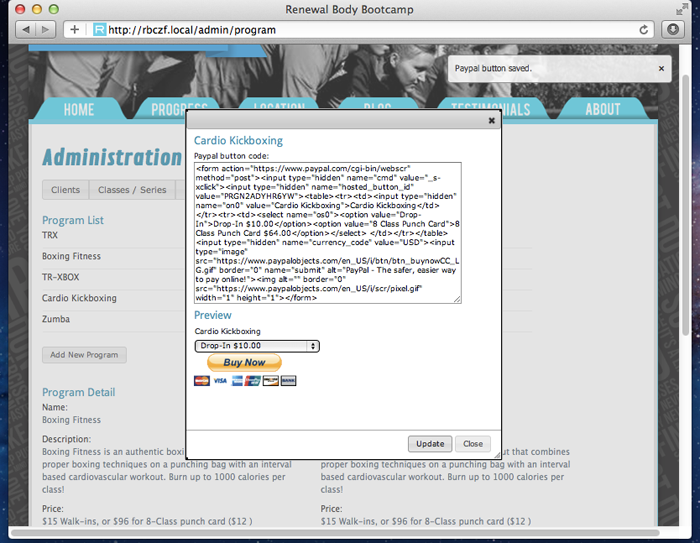 Renewal Body Bootcamp
http://rbczf.local/admin/program
Paypal button saved.
HOME
PROGRESS
LOCATION
BLOG
TESTIMONIALS
ABOUT
Administration
Clients
Classes / Series
Program List
TRX
Boxing Fitness
TR-XBOX
Cardio Kickboxing
Zumba
Add New Program
Cardio Kickboxing
Paypal button code:
<form action="https://www.paypal.com/cgi-bin/webscr"
method="post"><input type="hidden" name="cmd" value="_s-
xclick"><input type="hidden" name="hosted_button_id"
value="PRGN2ADYHR6YW"><table><tr><td><input type="hidden"
name="on0" value="Cardio Kickboxing">Cardio Kickboxing</td>
</tr><tr><td><select name="os0"><option value="Drop-
In">Drop-In $10.00</option><option value="8 Class Punch Card">8
Class Punch Card $64.00</option></select> </td></tr></table>
<input type="hidden" name="currency_code" value="USD"><input
type="image"
src="https://www.paypalobjects.com/en_US/i/btn/btn_buynowCC_L
G.gif" border="0" name="submit" alt="PayPal - The safer, easier way
to pay online!"><img alt="" border="0"
src="https://www.paypalobjects.com/en_US/i/scr/pixel.gif"
width="1" height="1"></form>
Preview
Cardio Kickboxing
Drop-In $10.00
Buy Now
VISA
Update
Close
Program Detail
Name:
Boxing Fitness
Description:
Boxing Fitness is an authentic boxi
proper boxing techniques on a punching bag with an interval
based cardiovascular workout. Burn up to 1000 calories per
class!
Price:
$15 Walk-ins, or $96 for 8-Class punch card ($12 )
out that combines
proper boxing techniques on a punching bag with an interval
based cardiovascular workout. Burn up to 1000 calories per
class!
Price:
$15 Walk-ins, or $96 for 8-Class punch card ($12 )